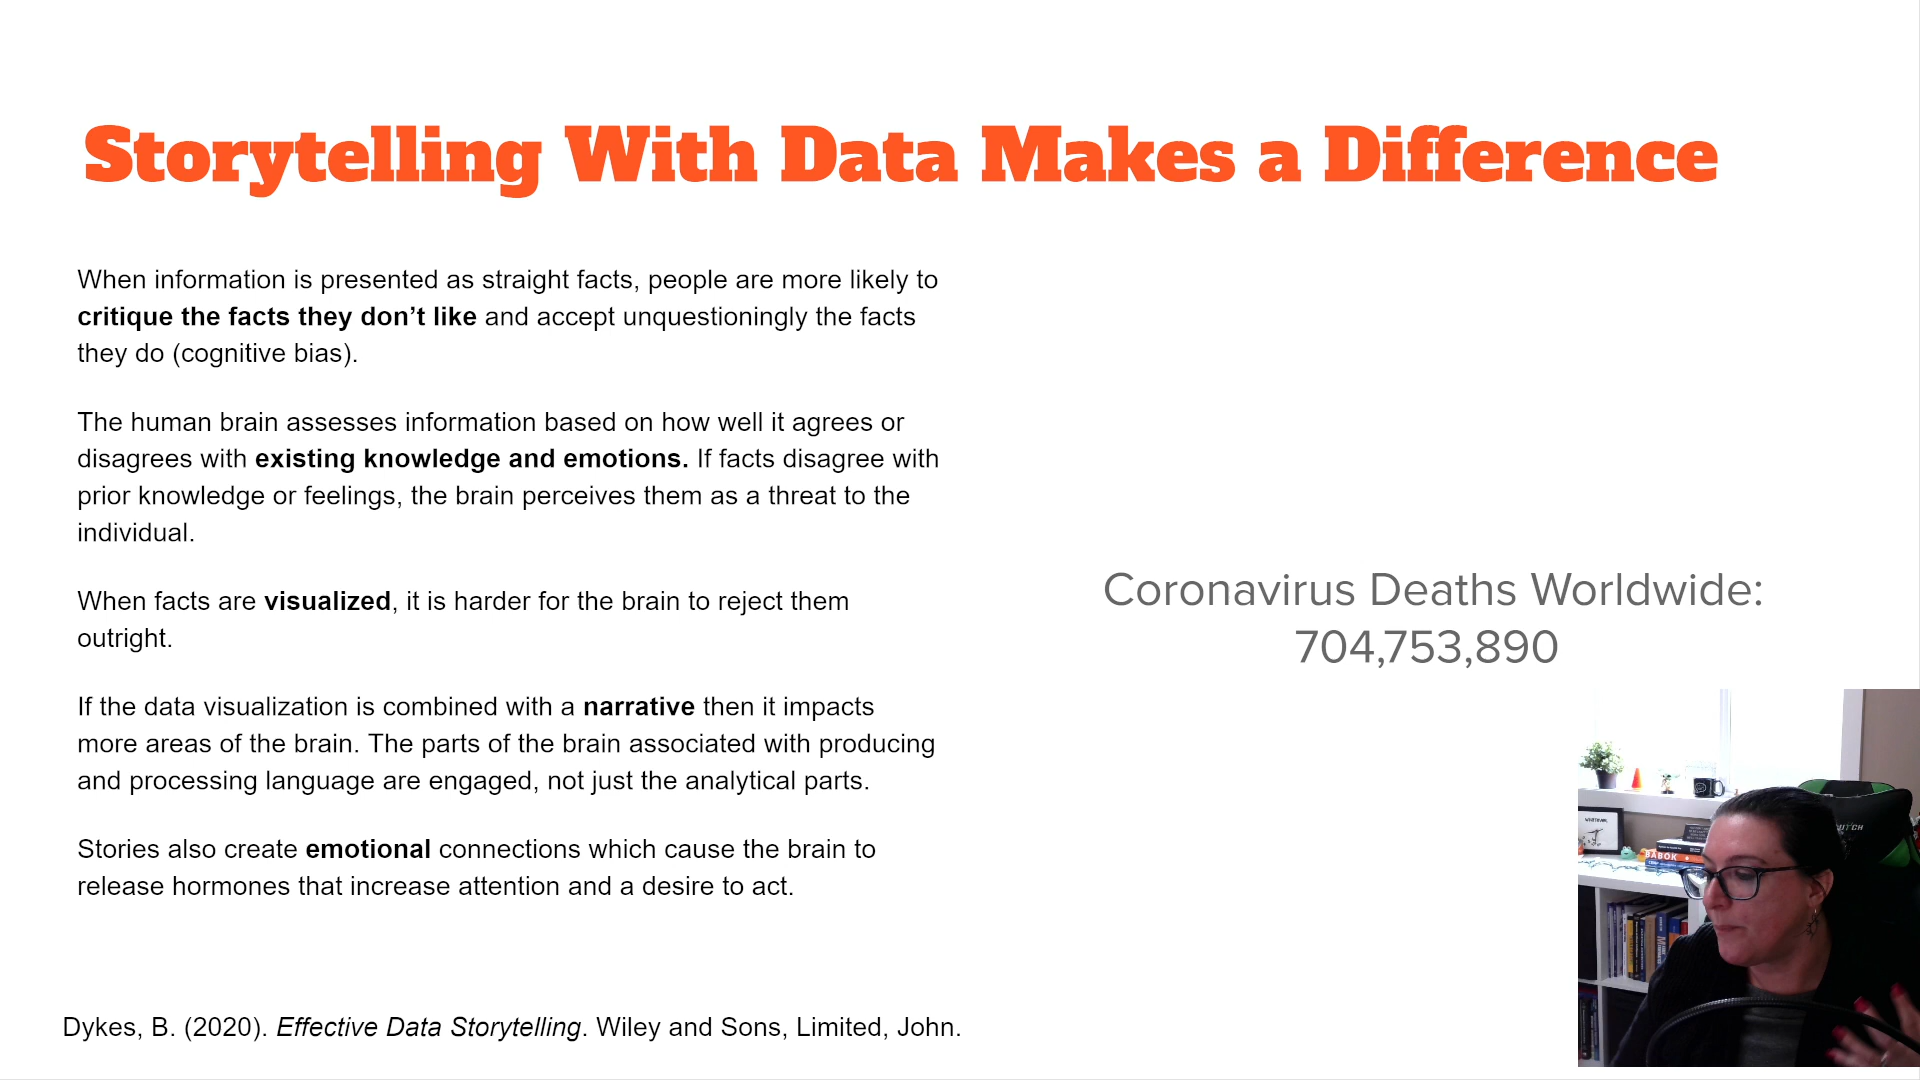 Storytelling With Data Makes a Difference
When information is presented as straight facts, people are more likely to
critique the facts they don’t like and accept unquestioningly the facts
they do (cognitive bias).
The human brain assesses information based on how well it agrees or
disagrees with existing knowledge and emotions. If facts disagree with
prior knowledge or feelings, the brain perceives them as a threat to the
individual.
When facts are visualized, it is harder for the brain to reject them
outright.
If the data visualization is combined with a narrative then it impacts
more areas of the brain. The parts of the brain associated with producing
and processing language are engaged, not just the analytical parts.
Stories also create emotional connections which cause the brain to
release hormones that increase attention and a desire to act.
Dykes, B. (2020). Effective Data Storytelling. Wiley and Sons, Limited, John.
Coronavirus Deaths Worldwide:
704,753,890
BABOK